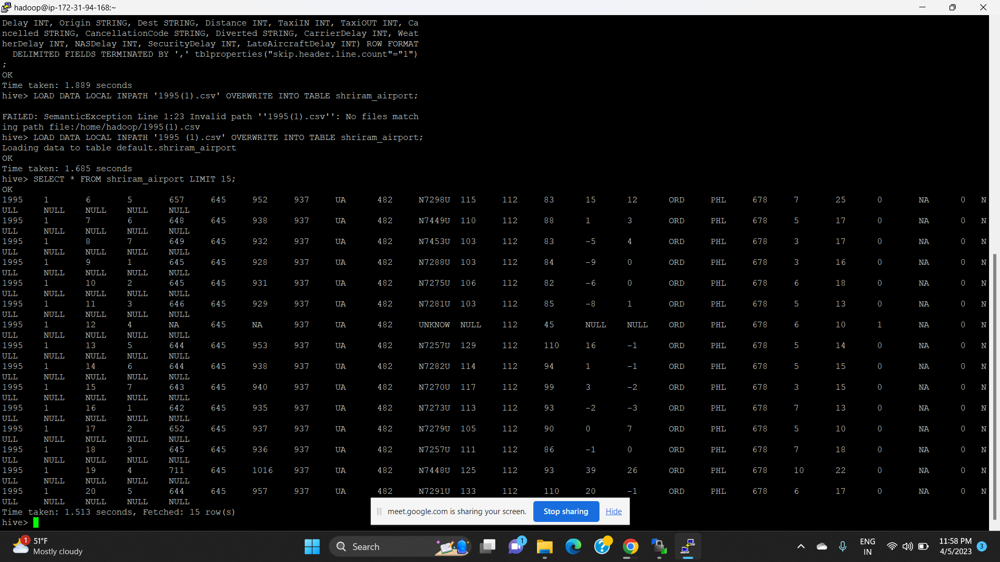 hadoop@ip-172-31-94-168:~
Delay INT, Origin STRING, Dest STRING, Distance INT, TaxiIN INT, TaxiOUT INT, Ca
ncelled STRING, CancellationCode STRING, Diverted STRING, CarrierDelay INT, Weat
herDelay INT, NASDelay INT, SecurityDelay INT, LateAircraftDelay INT) ROW FORMAT
DELIMITED FIELDS TERMINATED BY ',' tblproperties("skip.header.line.count"="1")
;
OK
Time taken: 1.889 seconds
hive> LOAD DATA LOCAL INPATH '1995(1).csv' OVERWRITE INTO TABLE shriram_airport;
FAILED: SemanticException Line 1:23 Invalid path ''1995(1).csv'': No files match
ing path file:/home/hadoop/1995(1).csv
hive> LOAD DATA LOCAL INPATH '1995 (1).csv' OVERWRITE INTO TABLE shriram_airport;
Loading data to table default.shriram_airport
OK
Time taken: 1.685 seconds
hive> SELECT * FROM shriram_airport LIMIT 15;
OK
1995 1 6 5 657 645 952 937 UA 482 N7298U 115 112 83 15 12 ORD PHL 678 7 25 0 NA 0 N
ULL NULL NULL NULL NULL
1995 1 7 6 648 645 938 937 UA 482 N7449U 110 112 88 1 3 ORD PHL 678 5 17 0 NA 0 N
ULL NULL NULL NULL NULL
1995 1 8 7 649 645 932 937 UA 482 N7453U 103 112 83 -5 4 ORD PHL 678 3 17 0 NA 0 N
ULL NULL NULL NULL NULL
1995 1 9 1 645 645 928 937 UA 482 N7288U 103 112 84 -9 0 ORD PHL 678 3 16 0 NA 0 N
ULL NULL NULL NULL NULL
1995 1 10 2 645 645 931 937 UA 482 N7275U 106 112 82 -6 0 ORD PHL 678 6 18 0 NA 0 N
ULL NULL NULL NULL NULL
1995 1 11 3 646 645 929 937 UA 482 N7281U 103 112 85 -8 1 ORD PHL 678 5 13 0 NA 0 N
ULL NULL NULL NULL NULL
1995 1 12 4 NA 645 NA 937 UA 482 UNKNOW NULL 112 45 NULL NULL ORD PHL 678 6 10 1 NA 0 N
ULL NULL NULL NULL NULL
1995 1 13 5 644 645 953 937 UA 482 N7257U 129 112 110 16 -1 ORD PHL 678 5 14 0 NA 0 N
ULL NULL NULL NULL NULL
1995 1 14 6 644 645 938 937 UA 482 N7282U 114 112 94 1 -1 ORD PHL 678 5 15 0 NA 0 N
ULL NULL NULL NULL NULL
1995 1 15 7 643 645 940 937 UA 482 N7270U 117 112 99 3 -2 ORD PHL 678 3 15 0 NA 0 N
ULL NULL NULL NULL NULL
1995 1 16 1 642 645 935 937 UA 482 N7273U 113 112 93 -2 -3 ORD PHL 678 7 13 0 NA 0 N
ULL NULL NULL NULL NULL
1995 1 17 2 652 645 937 937 UA 482 N7279U 105 112 90 0 7 ORD PHL 678 5 10 0 NA 0 N
ULL NULL NULL NULL NULL
1995 1 18 3 645 645 936 937 UA 482 N7257U 111 112 86 -1 0 ORD PHL 678 7 18 0 NA 0 N
ULL NULL NULL NULL NULL
1995 1 19 4 711 645 1016 937 UA 482 N7448U 125 112 93 39 26 ORD PHL 678 10 22 0 NA 0 N
ULL NULL NULL NULL NULL
1995 1 20 5 644 645 957 937 UA 482 N7291U 133 112 110 20 -1 ORD PHL 678 6 17 0 NA 0 N
ULL NULL NULL NULL NULL
Time taken: 1.513 seconds, Fetched: 15 row(s)
hive>
meet.google.com is sharing your screen. Stop sharing Hide
1
51°F
Mostly cloudy
Search
1
ENG
IN
11:58 PM
4/5/2023
3